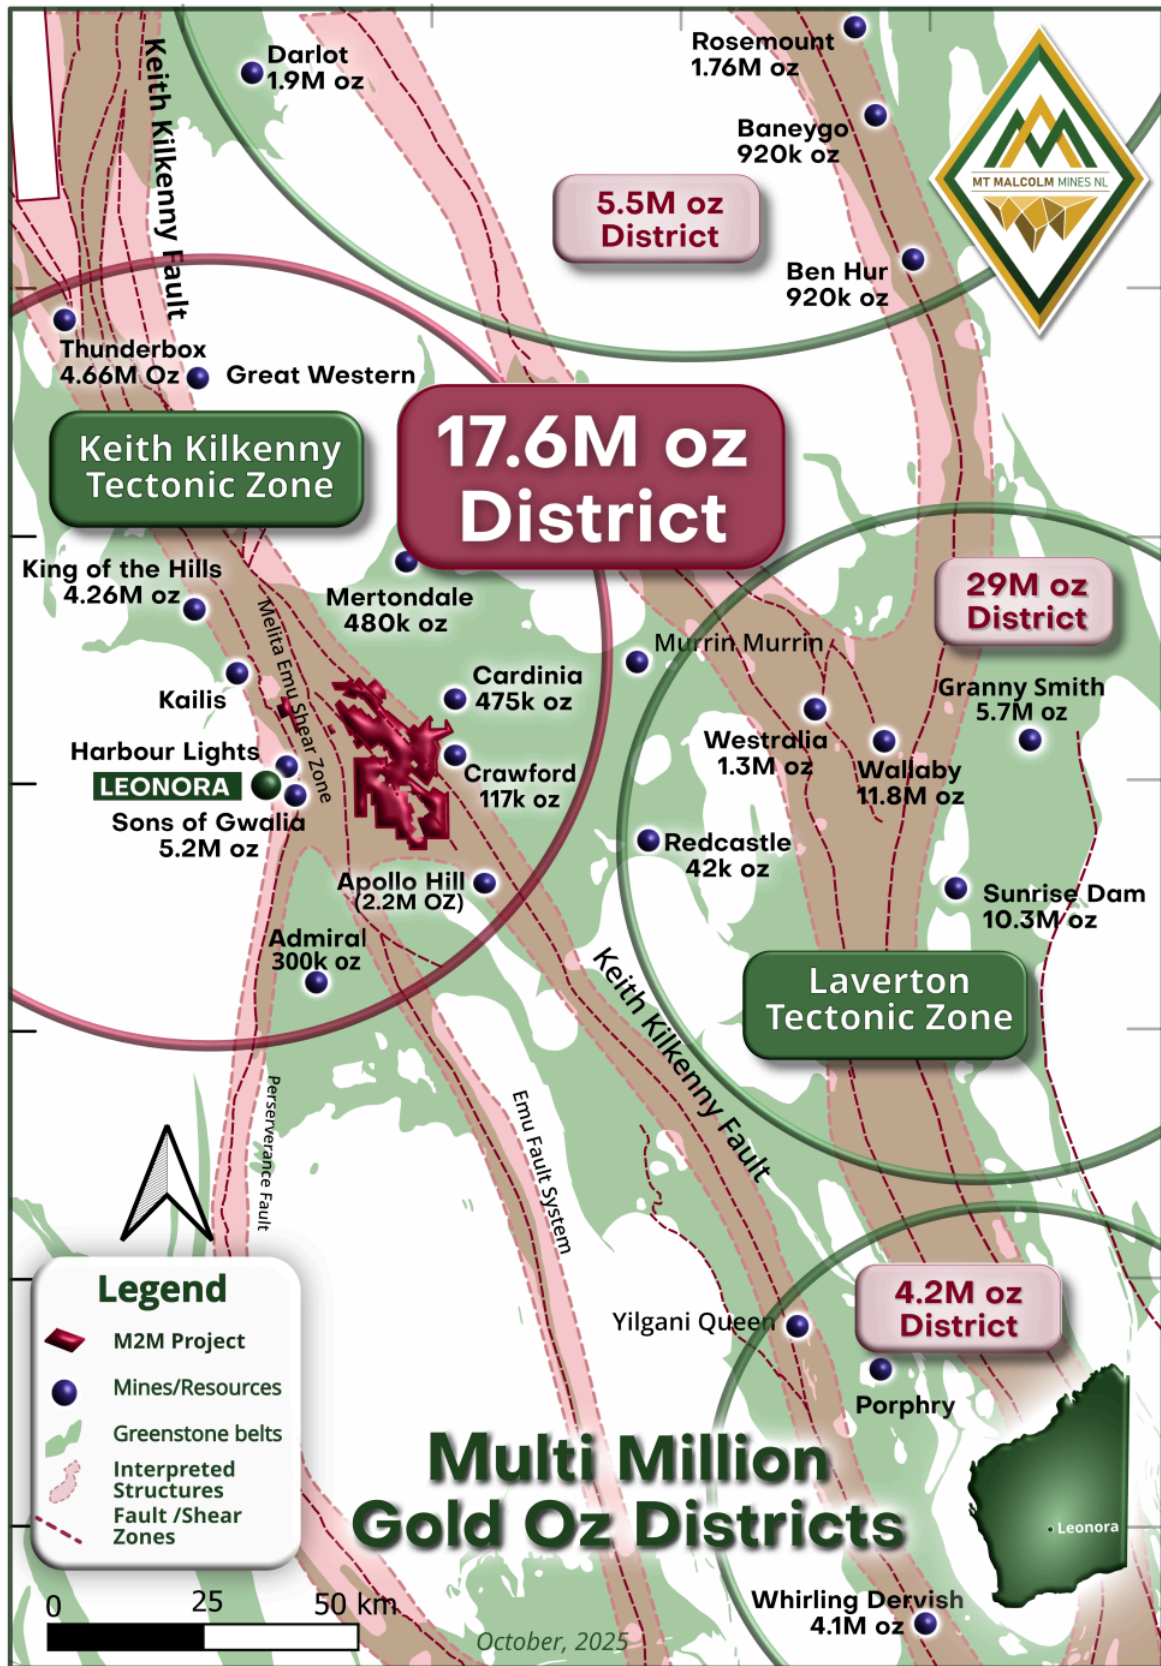 Keith Kilkenny Fault
Darlot
1.9M oz
Rosemount
1.76M oz
Baneygo
920k oz
MT MALCOLM MINES NL
5.5M oz
District
Ben Hur
920k oz
Thunderbox
4.66M Oz
Great Western
Keith Kilkenny
Tectonic Zone
17.6M oz
District
King of the Hills
4.26M oz
Mertondale
480k oz
29M oz
District
Melita Emu Shear Zone
Murrin Murrin
Kailis
Cardinia
475k oz
Granny Smith
5.7M oz
Westralia
1.3M oz
Wallaby
11.8M oz
Harbour Lights
LEONORA
Sons of Gwalia
5.2M oz
Crawford
117k oz
Redcastle
42k oz
Apollo Hill
(2.2M OZ)
Sunrise Dam
10.3M oz
Admiral
300k oz
Keith Kilkenny Fault
Laverton
Tectonic Zone
Perserverance Fault
Emu Fault System
Legend
M2M Project
Mines/Resources
Greenstone belts
Interpreted
Structures
Fault /Shear
Zones
4.2M oz
District
Yilgani Queen
Porphry
Multi Million
Gold Oz Districts
Leonora
Whirling Dervish
4.1M oz
0 25 50 km
October, 2025